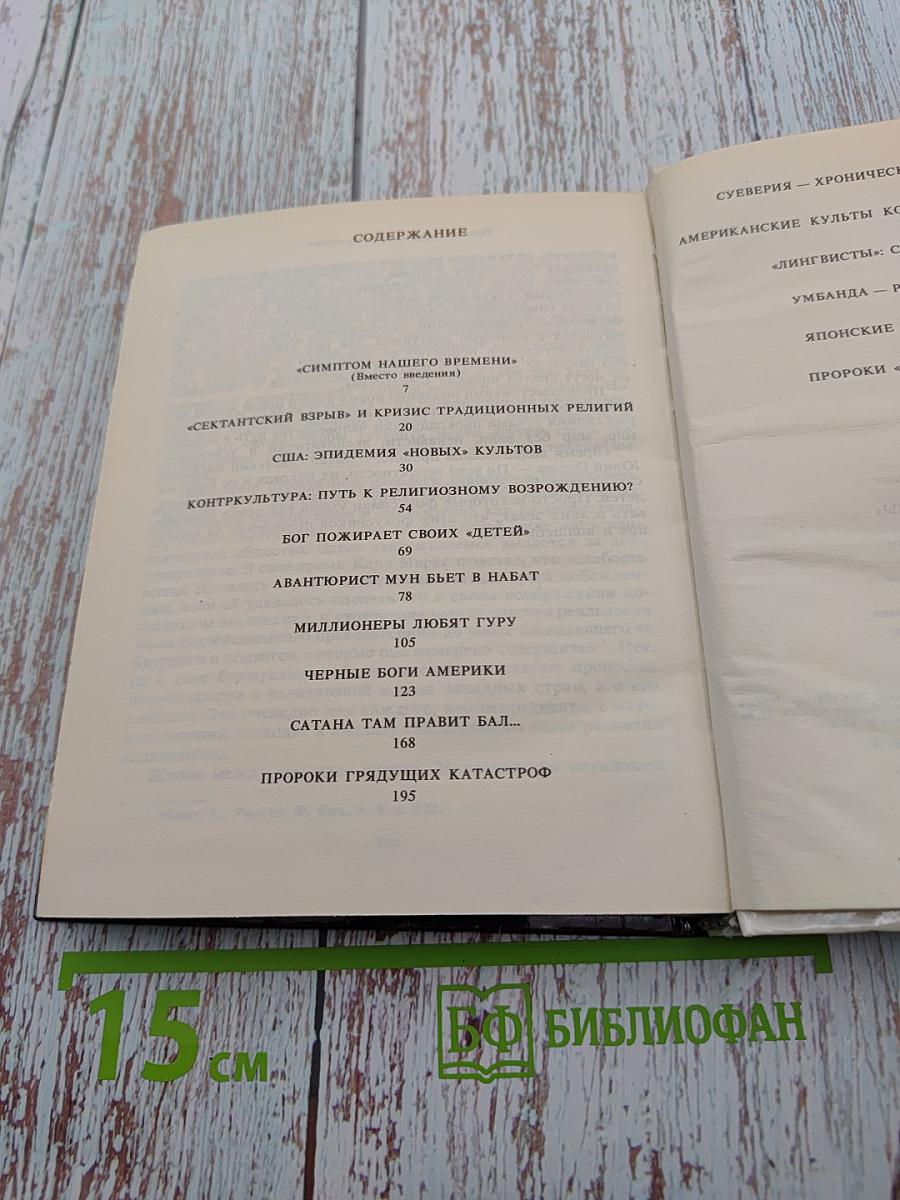 СОДЕРЖАНИЕ
«СИМПТОМ НАШЕГО ВРЕМЕНИ»
(Вместо введения)
7
«СЕКТАНТСКИЙ ВЗРЫВ» И КРИЗИС ТРАДИЦИОННЫХ РЕЛИГИЙ
20
США: ЭПИДЕМИЯ «НОВЫХ» КУЛЬТОВ
30
КОНТРКУЛЬТУРА: ПУТЬ К РЕЛИГИОЗНОМУ ВОЗРОЖДЕНИЮ?
54
БОГ ПОЖИРАЕТ СВОИХ «ДЕТЕЙ»
69
АВАНТЮРИСТ МУН БЬЕТ В НАБАТ
78
МИЛЛИОНЕРЫ ЛЮБЯТ ГУРУ
105
ЧЕРНЫЕ БОГИ АМЕРИКИ
123
САТАНА ТАМ ПРАВИТ БАЛ...
168
ПРОРОКИ ГРЯДУЩИХ КАТАСТРОФ
195
СУЕВЕРИЯ — ХРОНИЧЕСК
АМЕРИКАНСКИЕ КУЛЬТЫ КО
«ЛИНГВИСТЫ»: С
УМБАНДА — Р
ЯПОНСКИЕ
ПРОРОКИ «
15 см
БФ БИБЛИОФАН